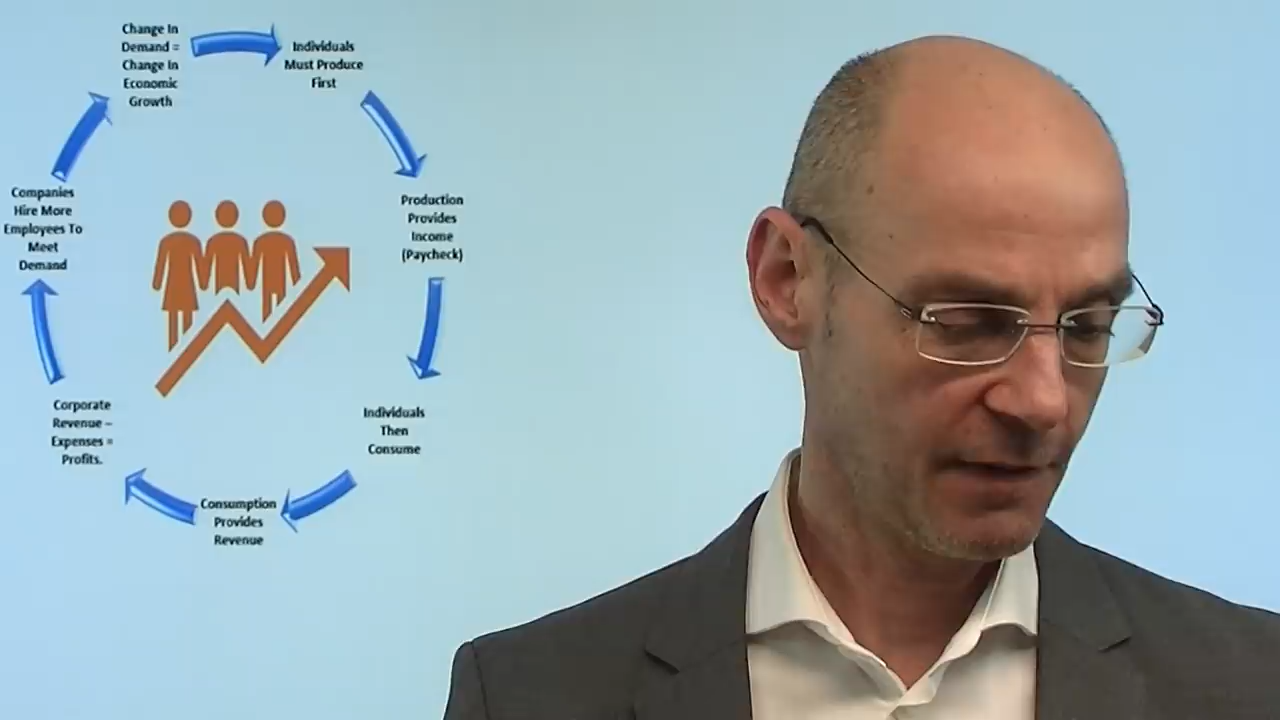 Change In
Demand =
Change In
Economic
Growth
Individuals
Must Produce
First
Production
Provides
Income
(Paycheck)
Individuals
Then
Consume
Consumption
Provides
Revenue
Corporate
Revenue –
Expenses =
Profits.
Companies
Hire More
Employees To
Meet
Demand